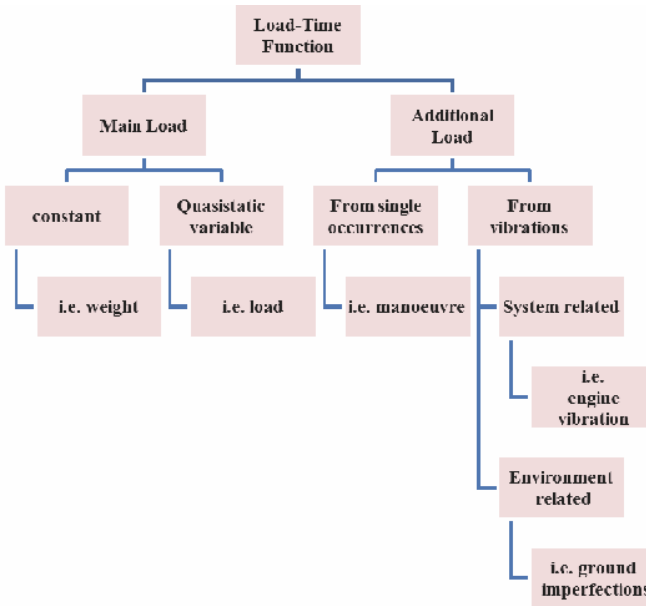 Load-Time
Function
Main Load
Additional
Load
constant
Quasistatic
variable
From single
occurrences
From
vibrations
i.e. weight
i.e. load
i.e. manoeuvre
System related
i.e.
engine
vibration
Environment
related
i.e. ground
imperfections